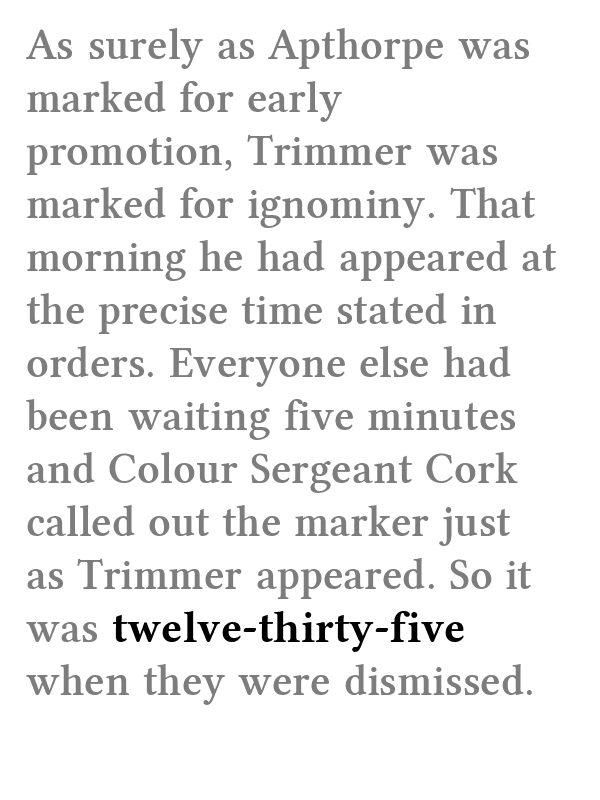 As surely as Apthorpe was
marked for early
promotion, Trimmer was
marked for ignominy. That
morning he had appeared at
the precise time stated in
orders. Everyone else had
been waiting five minutes
and Colour Sergeant Cork
called out the marker just
as Trimmer appeared. So it
was twelve-thirty-five
when they were dismissed.